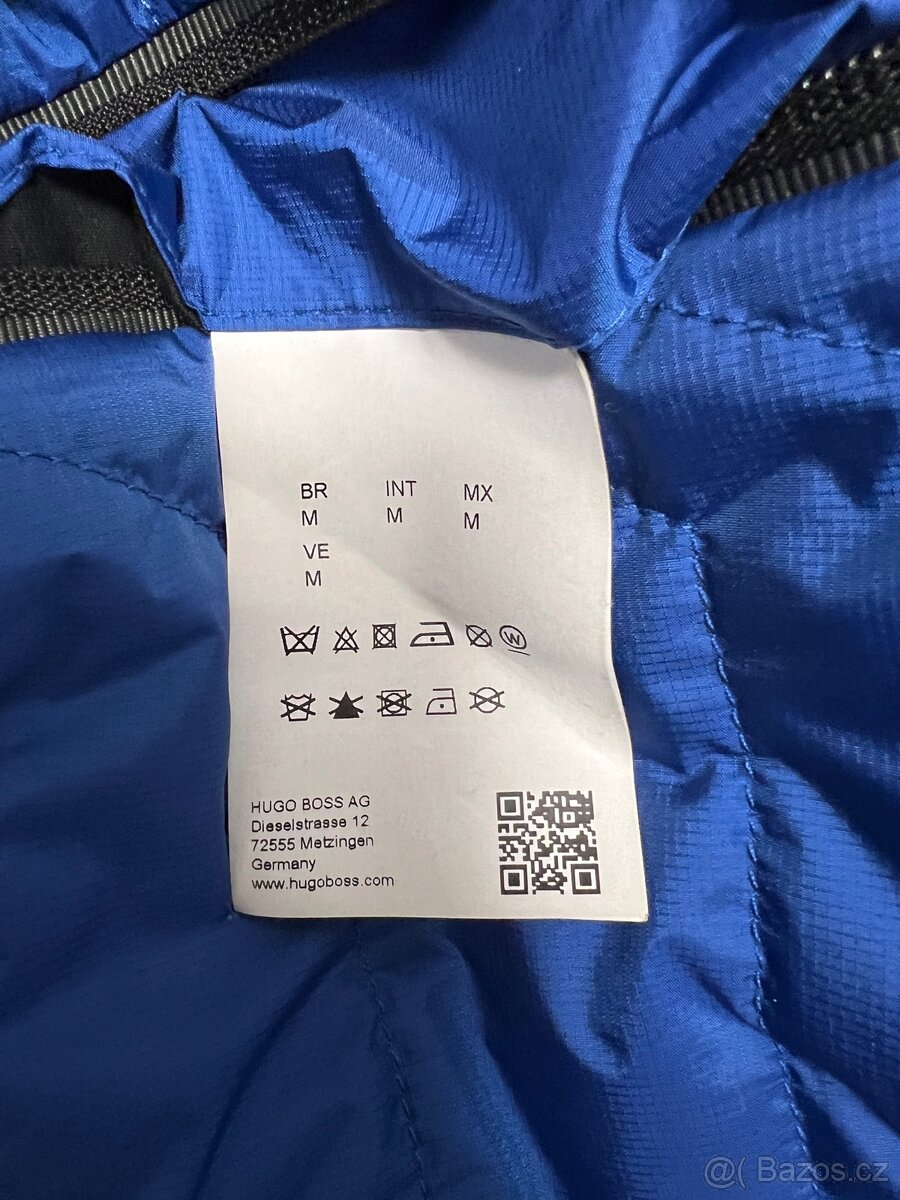 BR INT MX
M M M
VE
M
W
HUGO BOSS AG
Dieselstrasse 12
72555 Metzingen
Germany
www.hugoboss.com
@( Bazos.cz